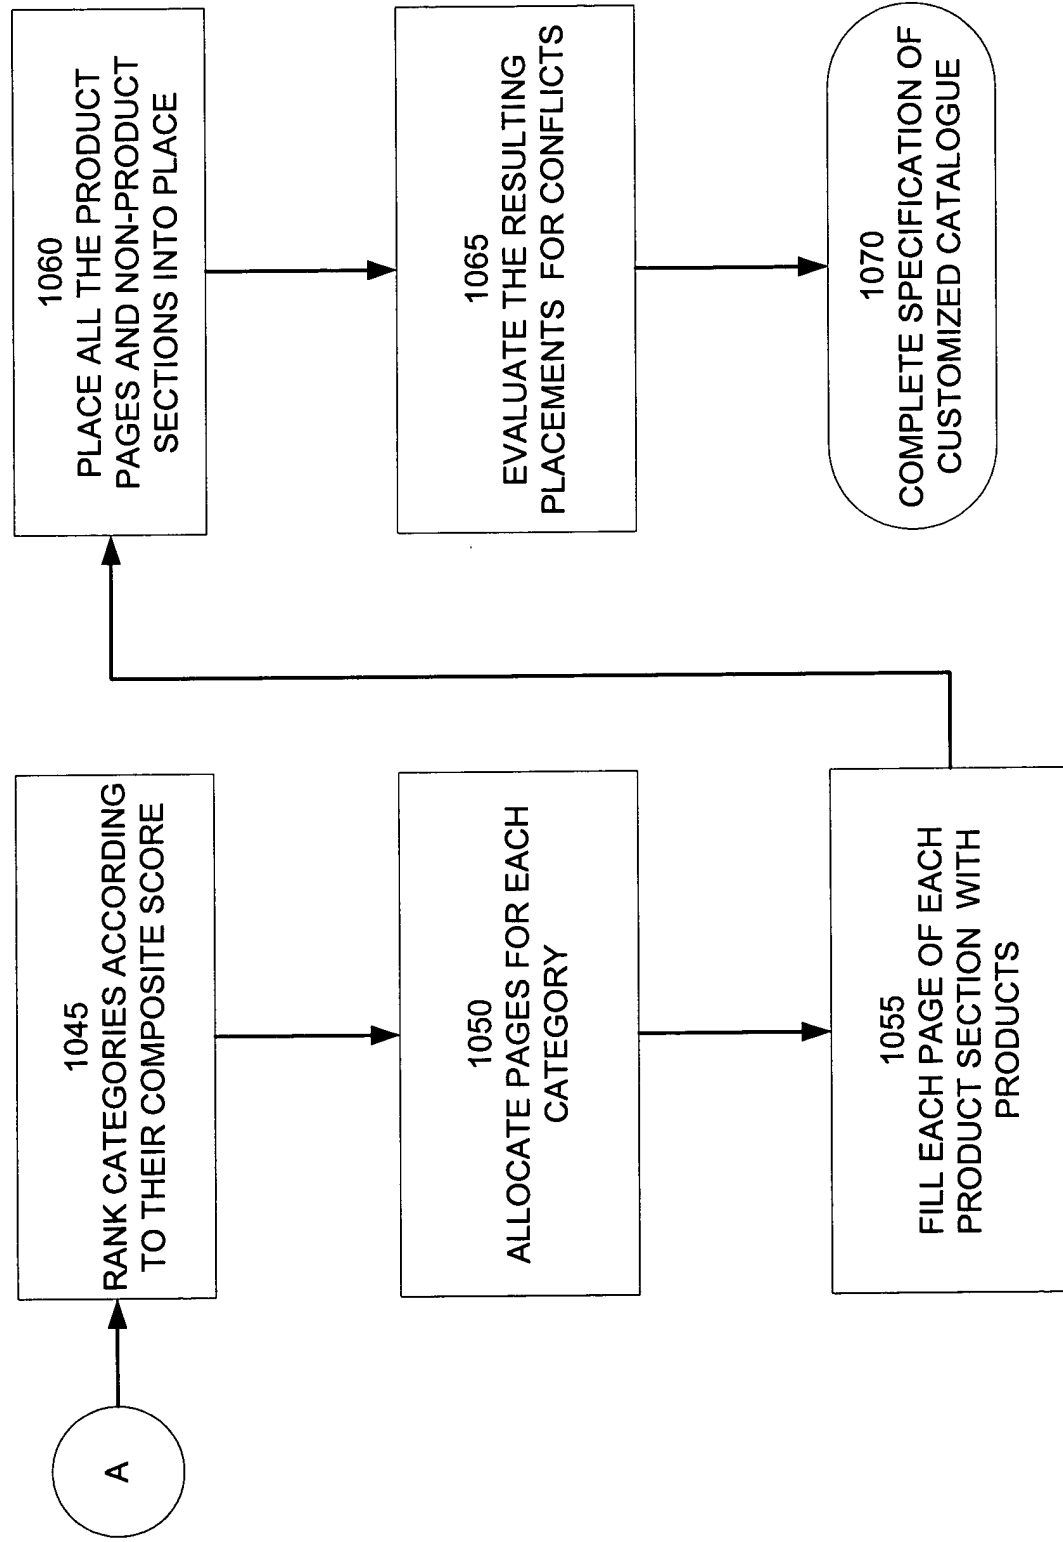 A
1045
RANK CATEGORIES ACCORDING
TO THEIR COMPOSITE SCORE
1050
ALLOCATE PAGES FOR EACH
CATEGORY
1055
FILL EACH PAGE OF EACH
PRODUCT SECTION WITH
PRODUCTS
1060
PLACE ALL THE PRODUCT
PAGES AND NON-PRODUCT
SECTIONS INTO PLACE
1065
EVALUATE THE RESULTING
PLACEMENTS FOR CONFLICTS
1070
COMPLETE SPECIFICATION OF
CUSTOMIZED CATALOGUE